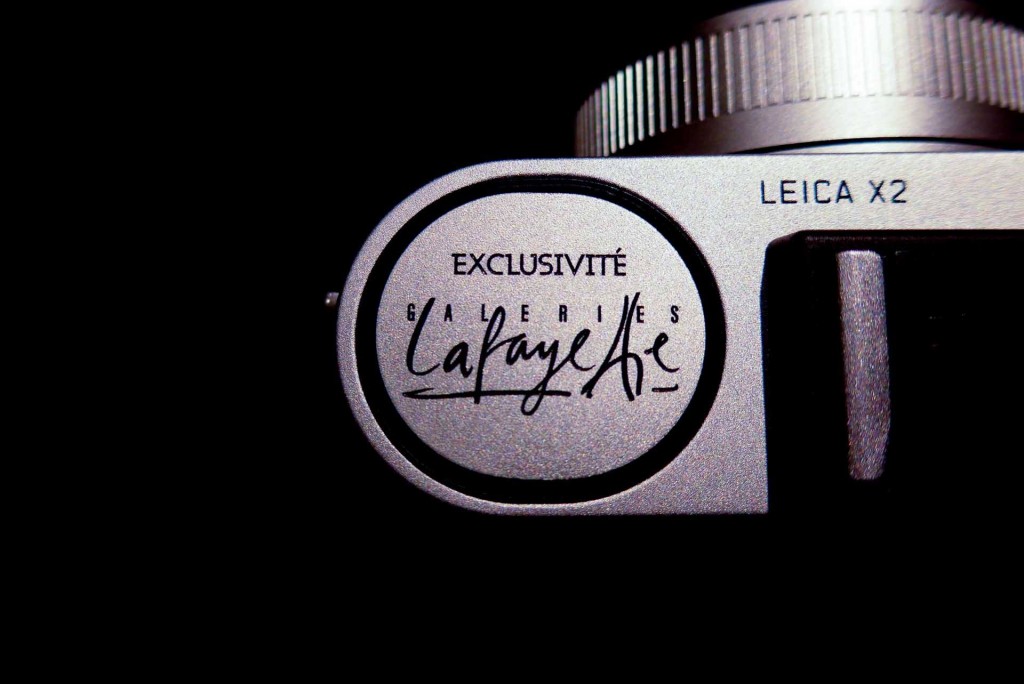 LEICA X2
EXCLUSIVITÉ
GALERIES
Lafayette